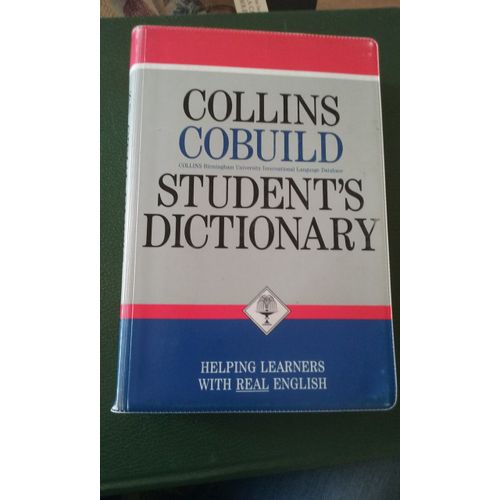 COLLINS
COBUILD
COLLINS Birmingham University International Language Database
STUDENT'S
DICTIONARY
HELPING LEARNERS
WITH REAL ENGLISH